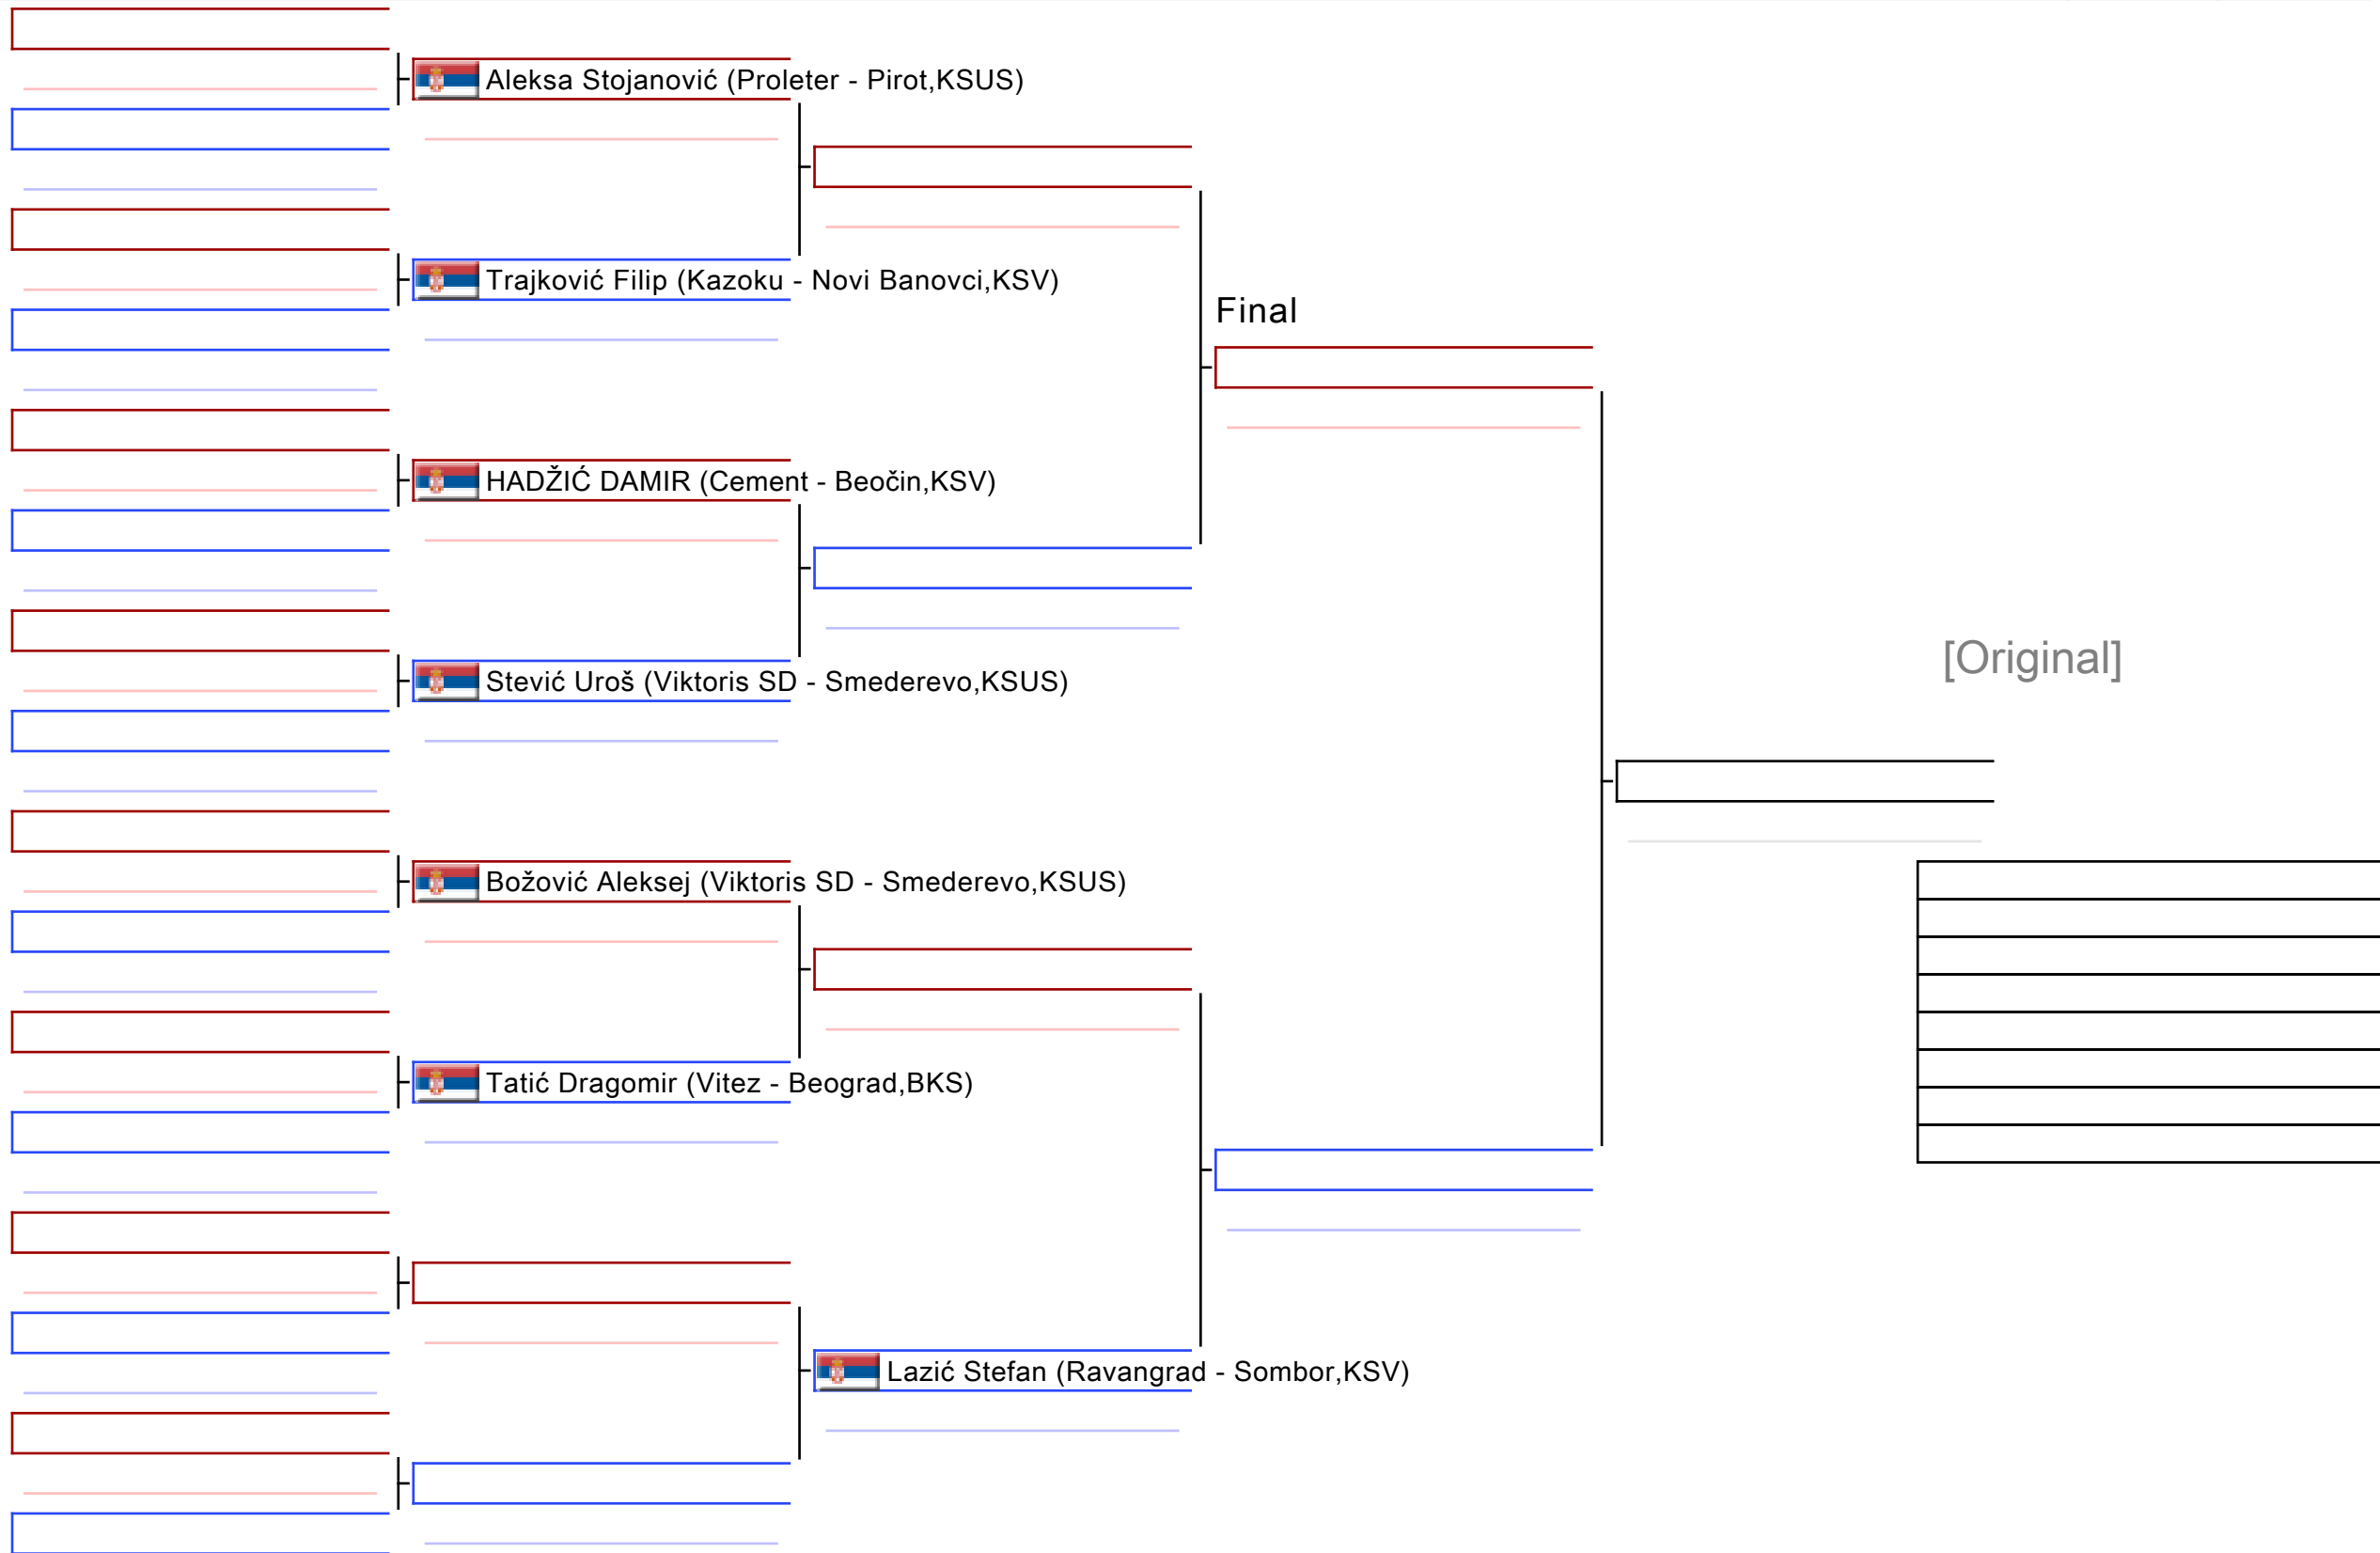 Aleksa Stojanović (Proleter - Pirot,KSUS)
Trajković Filip (Kazoku - Novi Banovci,KSV)
Final
HADŽIĆ DAMIR (Cement - Beočin,KSV)
[Original]
Stević Uroš (Viktoris SD - Smederevo,KSUS)
Božović Aleksej (Viktoris SD - Smederevo,KSUS)
Tatić Dragomir (Vitez - Beograd,BKS)
Lazić Stefan (Ravangrad - Sombor,KSV)